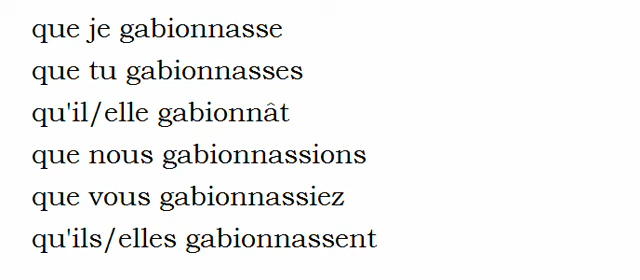 que je gabionnasse
que tu gabionnasses
qu'il/elle gabionnât
que nous gabionnassions
que vous gabionnassiez
qu'ils/elles gabionnassent